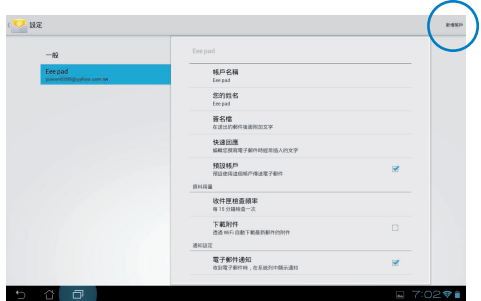 設定
新增帳戶
一般
Eee pad
Eee pad
帳戶名稱
Eee pad
您的姓名
Eee pad
簽名檔
在送出的郵件後面附加文字
快速回應
編輯您撰寫電子郵件時經常插入的文字
預設帳戶
預設使用這個帳戶傳送電子郵件
資料用量
收件匣檢查頻率
每 15 分鐘檢查一次
下載附件
透過 WiFi 自動下載最新郵件的附件
通知設定
電子郵件通知
收到電子郵件時，在系統列中顯示通知
7:02